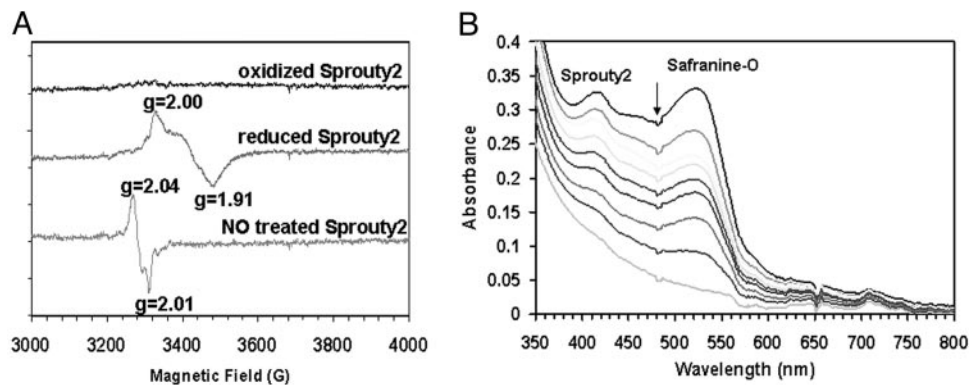 A
oxidized Sprouty2
g=2.00
reduced Sprouty2
g=2.04
g=1.91
NO treated Sprouty2
g=2.01
3000 3200 3400 3600 3800 4000
Magnetic Field (G)
B
0.4
0.35
0.3
0.25
0.2
0.15
0.1
0.05
0
Absorbance
Sprouty2
Safranine-O
350 400 450 500 550 600 650 700 750 800
Wavelength (nm)